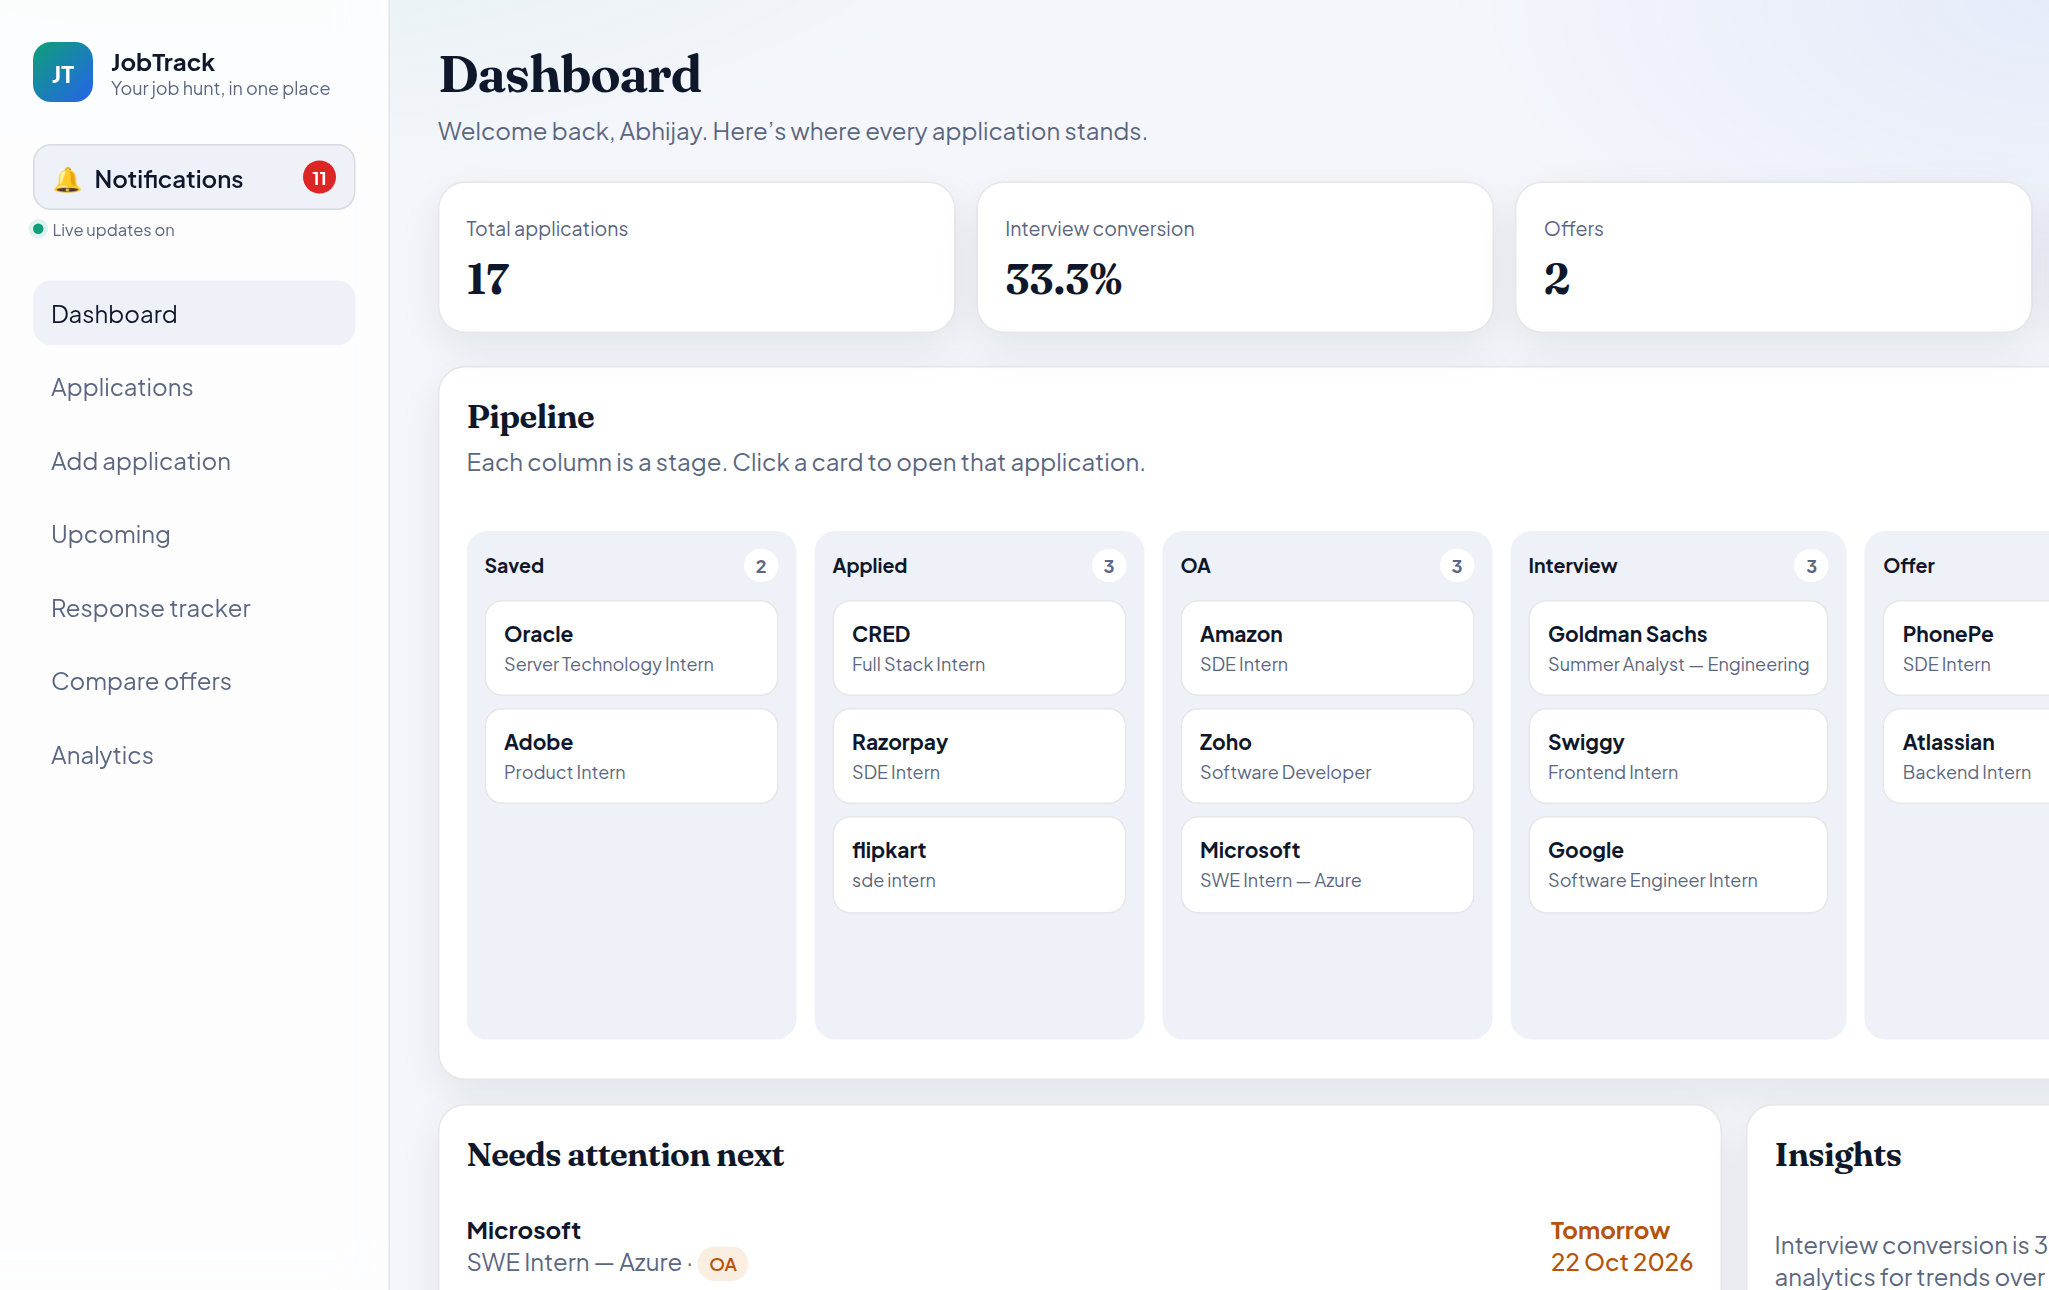 JT
JobTrack
Your job hunt, in one place
🔔 Notifications 11
Live updates on
Dashboard
Applications
Add application
Upcoming
Response tracker
Compare offers
Analytics
Dashboard
Welcome back, Abhijay. Here’s where every application stands.
Total applications
17
Interview conversion
33.3%
Offers
2
Pipeline
Each column is a stage. Click a card to open that application.
Saved 2
Oracle
Server Technology Intern
Adobe
Product Intern
Applied 3
CRED
Full Stack Intern
Razorpay
SDE Intern
flipkart
sde intern
OA 3
Amazon
SDE Intern
Zoho
Software Developer
Microsoft
SWE Intern — Azure
Interview 3
Goldman Sachs
Summer Analyst — Engineering
Swiggy
Frontend Intern
Google
Software Engineer Intern
Offer
PhonePe
SDE Intern
Atlassian
Backend Intern
Needs attention next
Microsoft
SWE Intern — Azure · OA
Tomorrow
22 Oct 2026
Insights
Interview conversion is 3
analytics for trends over